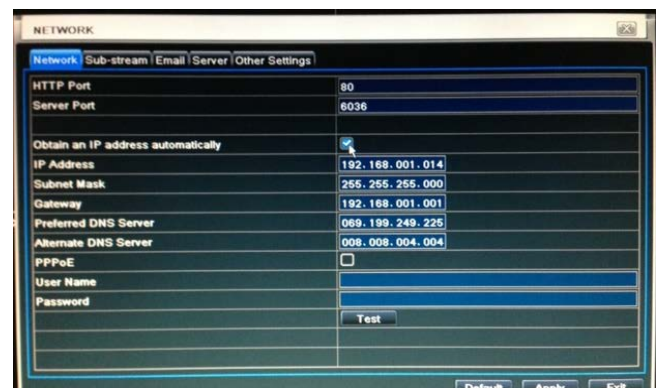 NETWORK
Network Sub-stream Email Server Other Settings
HTTP Port 80
Server Port 6036
Obtain an IP address automatically
IP Address 192.168.001.014
Subnet Mask 255.255.255.000
Gateway 192.168.001.001
Preferred DNS Server 069.199.249.225
Alternate DNS Server 008.008.004.004
PPPoE
User Name
Password
Test
Default Apply Exit